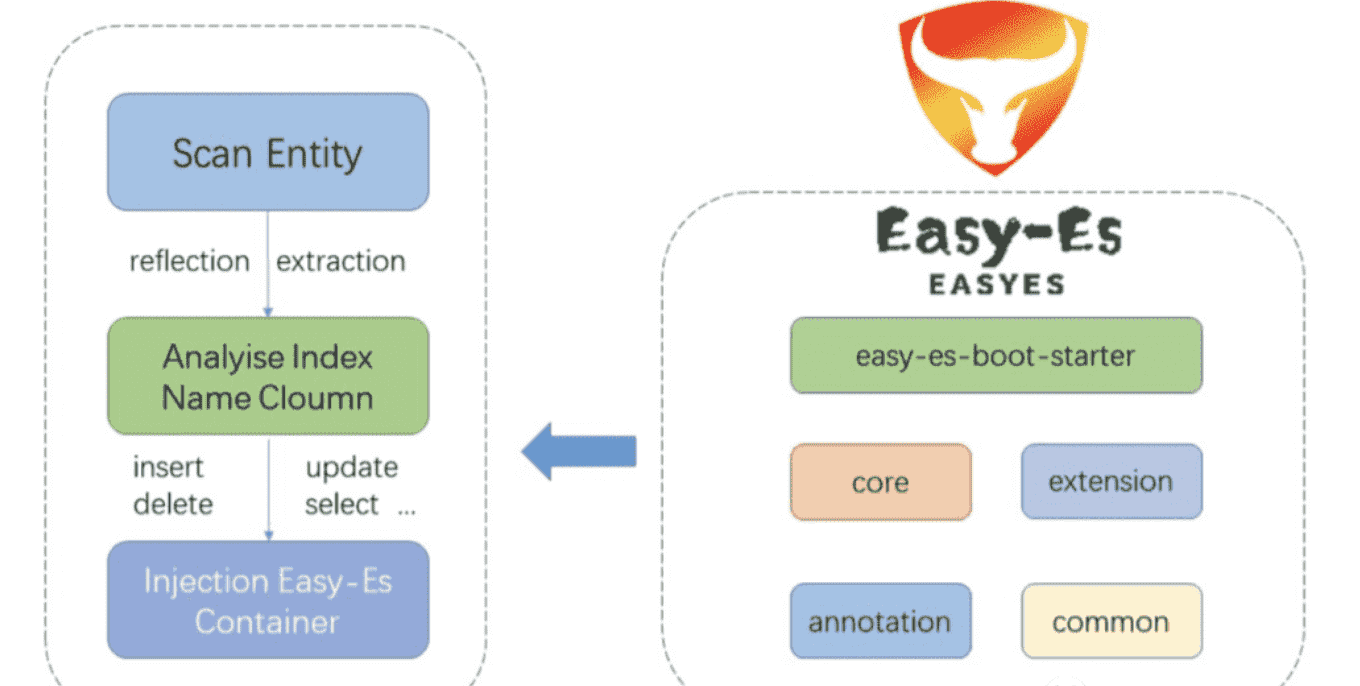 Scan Entity
reflection extraction
Analyise Index
Name Cloumn
insert update
delete select ...
Injection Easy-Es
Container
Easy-Es
EASYES
easy-es-boot-starter
core extension
annotation common